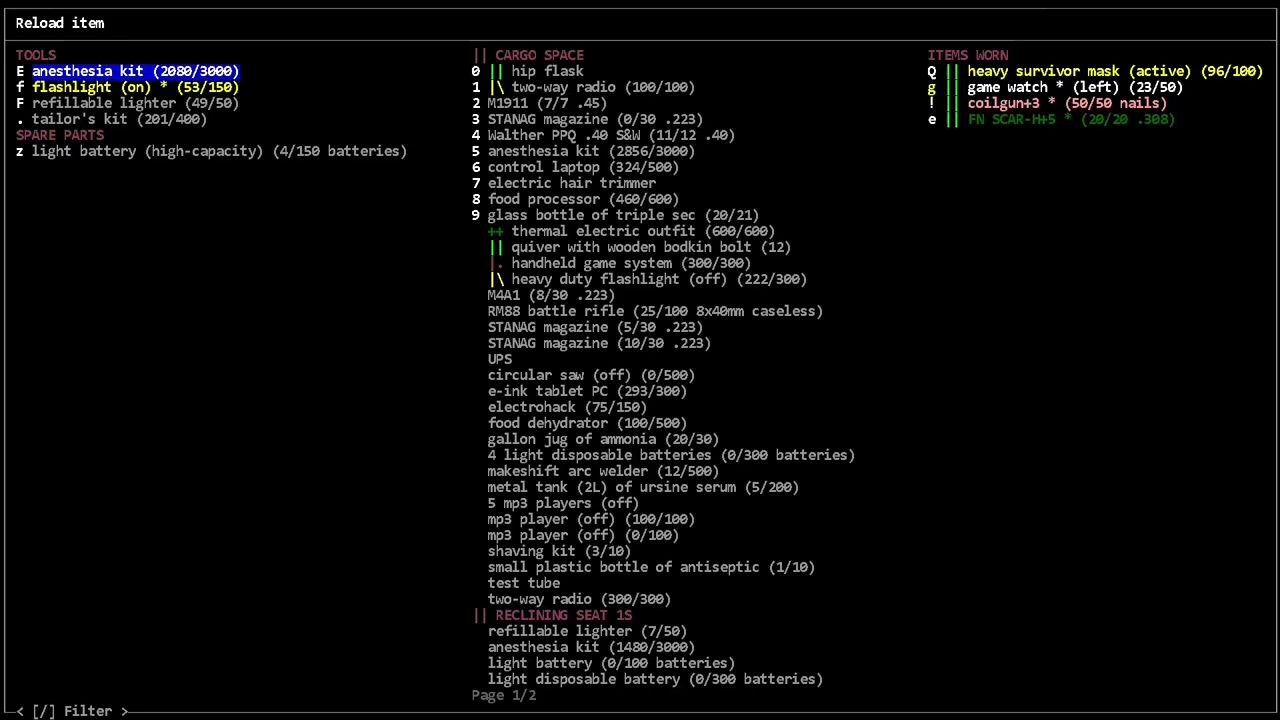 Reload item
TOOLS
E anesthesia kit (2080/3000)
f flashlight (on) * (53/150)
F refillable lighter (49/50)
. tailor's kit (201/400)
SPARE PARTS
z light battery (high-capacity) (4/150 batteries)
|| CARGO SPACE
0 || hip flask
1 |\ two-way radio (100/100)
2 M1911 (7/7 .45)
3 STANAG magazine (0/30 .223)
4 Walther PPQ .40 S&W (11/12 .40)
5 anesthesia kit (2856/3000)
6 control laptop (324/500)
7 electric hair trimmer
8 food processor (460/600)
9 glass bottle of triple sec (20/21)
++ thermal electric outfit (600/600)
|| quiver with wooden bodkin bolt (12)
|. handheld game system (300/300)
|\ heavy duty flashlight (off) (222/300)
M4A1 (8/30 .223)
RM88 battle rifle (25/100 8x40mm caseless)
STANAG magazine (5/30 .223)
STANAG magazine (10/30 .223)
UPS
circular saw (off) (0/500)
e-ink tablet PC (293/300)
electrohack (75/150)
food dehydrator (100/500)
gallon jug of ammonia (20/30)
4 light disposable batteries (0/300 batteries)
makeshift arc welder (12/500)
metal tank (2L) of ursine serum (5/200)
5 mp3 players (off)
mp3 player (off) (100/100)
mp3 player (off) (0/100)
shaving kit (3/10)
small plastic bottle of antiseptic (1/10)
test tube
two-way radio (300/300)
|| RECLINING SEAT 1S
refillable lighter (7/50)
anesthesia kit (1480/3000)
light battery (0/100 batteries)
light disposable battery (0/300 batteries)
Page 1/2
ITEMS WORN
Q || heavy survivor mask (active) (96/100)
g || game watch * (left) (23/50)
! || coilgun+3 * (50/50 nails)
e || FN SCAR-H+5 * (20/20 .308)
< [/] Filter >